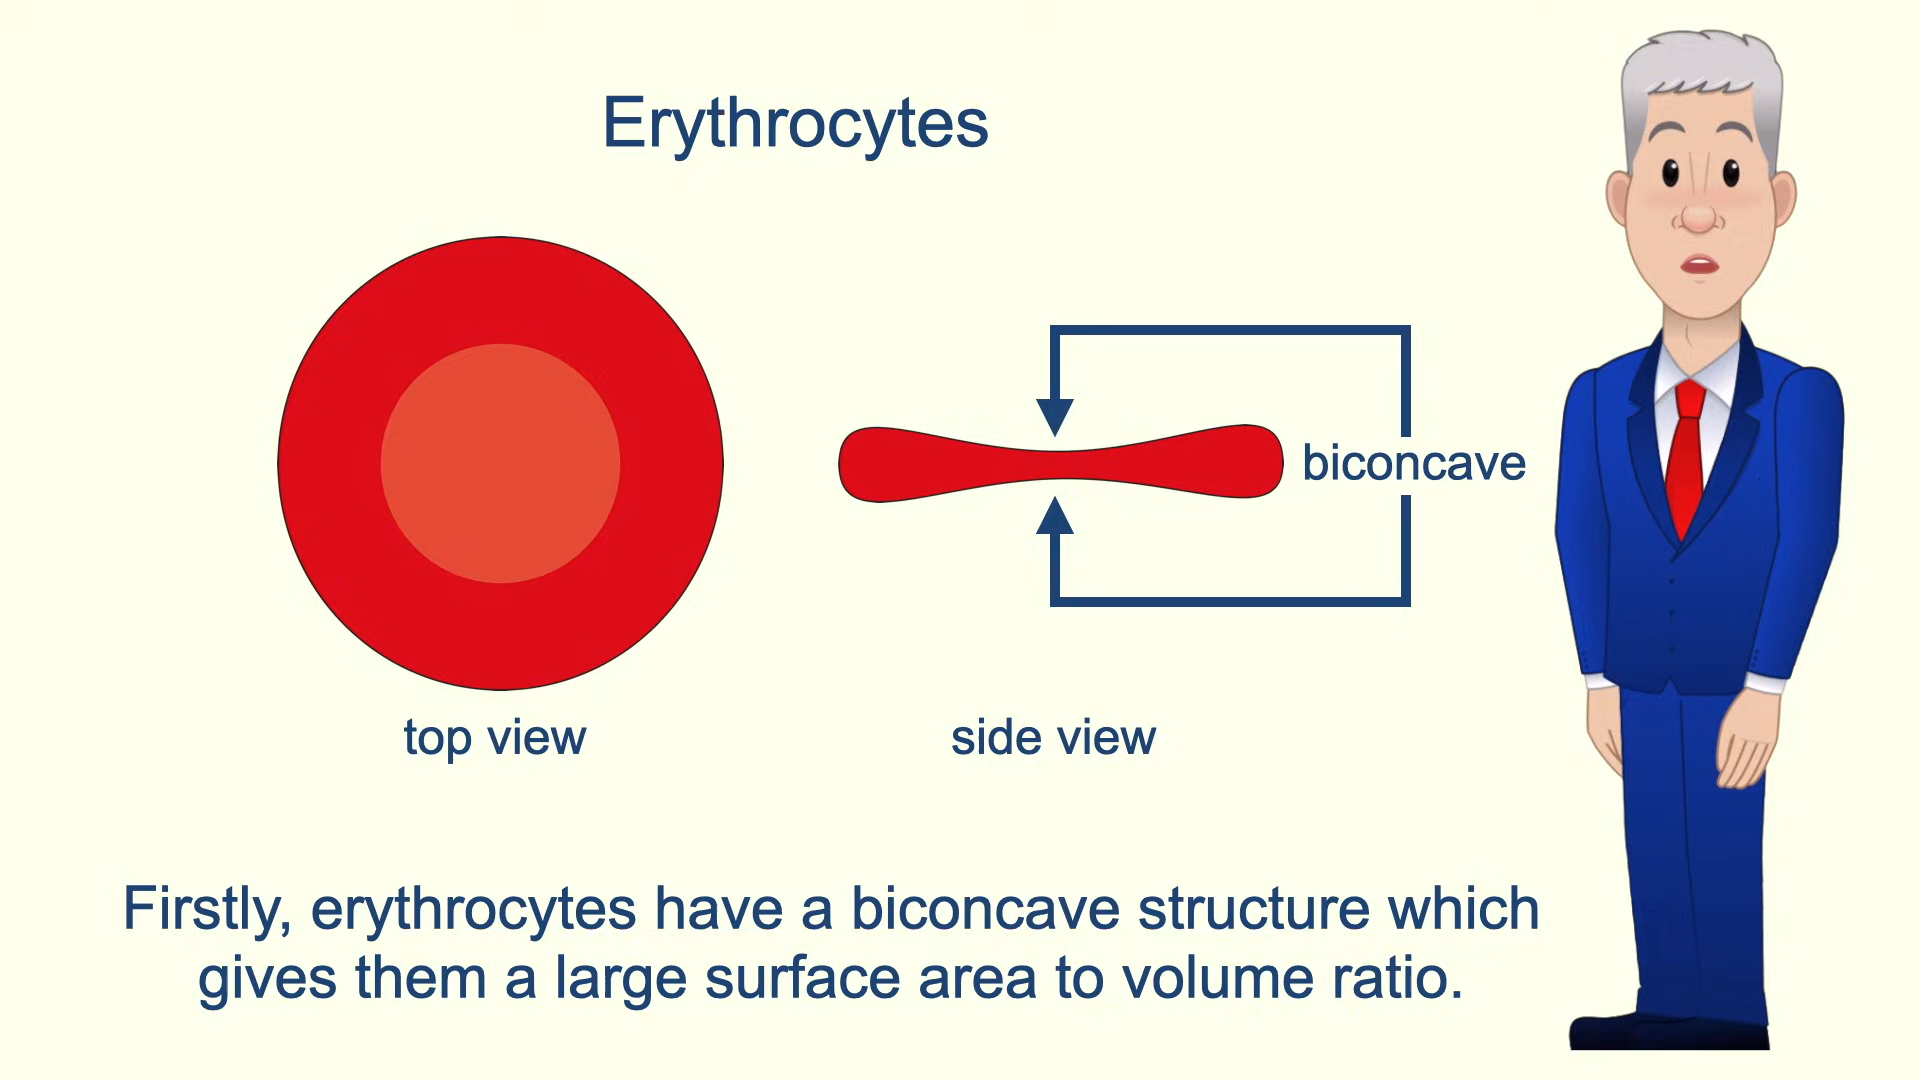 Erythrocytes
biconcave
top view
side view
Firstly, erythrocytes have a biconcave structure which
gives them a large surface area to volume ratio.